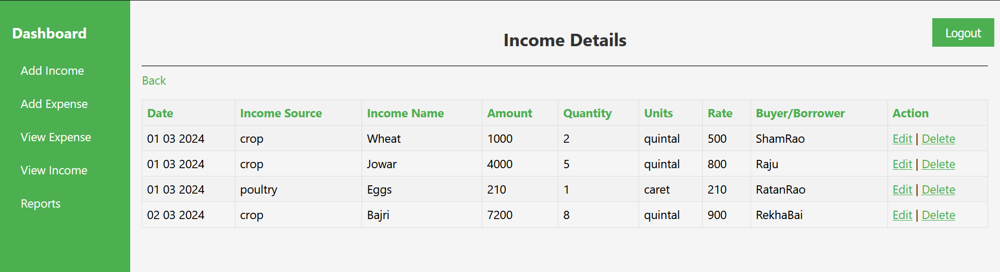 Dashboard
Add Income
Add Expense
View Expense
View Income
Reports
Income Details
Logout
Back
Date Income Source Income Name Amount Quantity Units Rate Buyer/Borrower Action
01 03 2024 crop Wheat 1000 2 quintal 500 ShamRao Edit | Delete
01 03 2024 crop Jowar 4000 5 quintal 800 Raju Edit | Delete
01 03 2024 poultry Eggs 210 1 caret 210 RatanRao Edit | Delete
02 03 2024 crop Bajri 7200 8 quintal 900 RekhaBai Edit | Delete